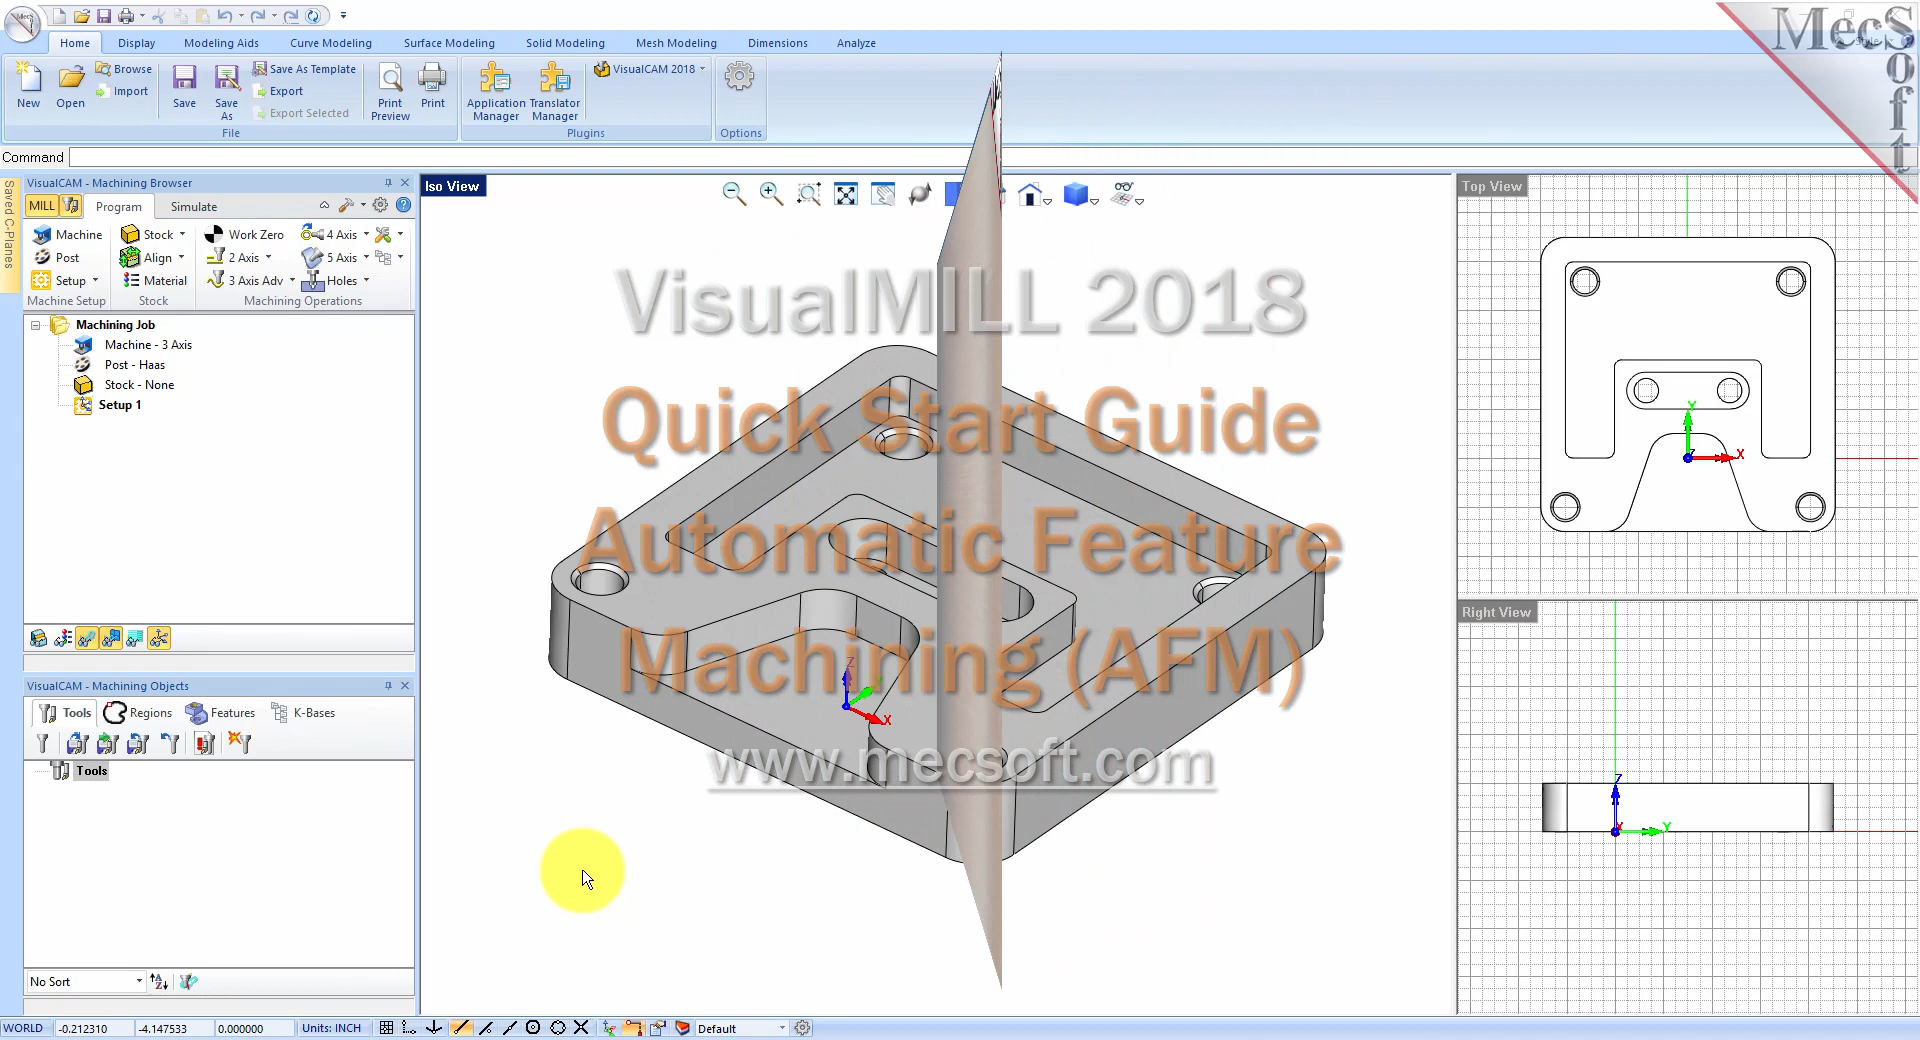 MecSoft
Home Display Modeling Aids Curve Modeling Surface Modeling Solid Modeling Mesh Modeling Dimensions Analyze
New Open Browse Import Save Save As Save As Template Export Export Selected Print Preview Print Application Manager Translator Manager VisualCAM 2018
File Plugins Options
Command
Saved C-Planes
VisualCAM - Machining Browser
MILL Program Simulate
Machine Stock Work Zero 4 Axis
Post Align 2 Axis 5 Axis
Setup Material 3 Axis Adv Holes
Machine Setup Stock Machining Operations
Machining Job
Machine - 3 Axis
Post - Haas
Stock - None
Setup 1
VisualCAM - Machining Objects
Tools Regions Features K-Bases
Tools
No Sort
Iso View
VisualMILL 2018
Quick Start Guide
Automatic Feature
Machining (AFM)
www.mecsoft.com
Z
X
Top View
Y
X
Right View
Z
X Y
WORLD -0.212310 -4.147533 0.000000 Units: INCH Default